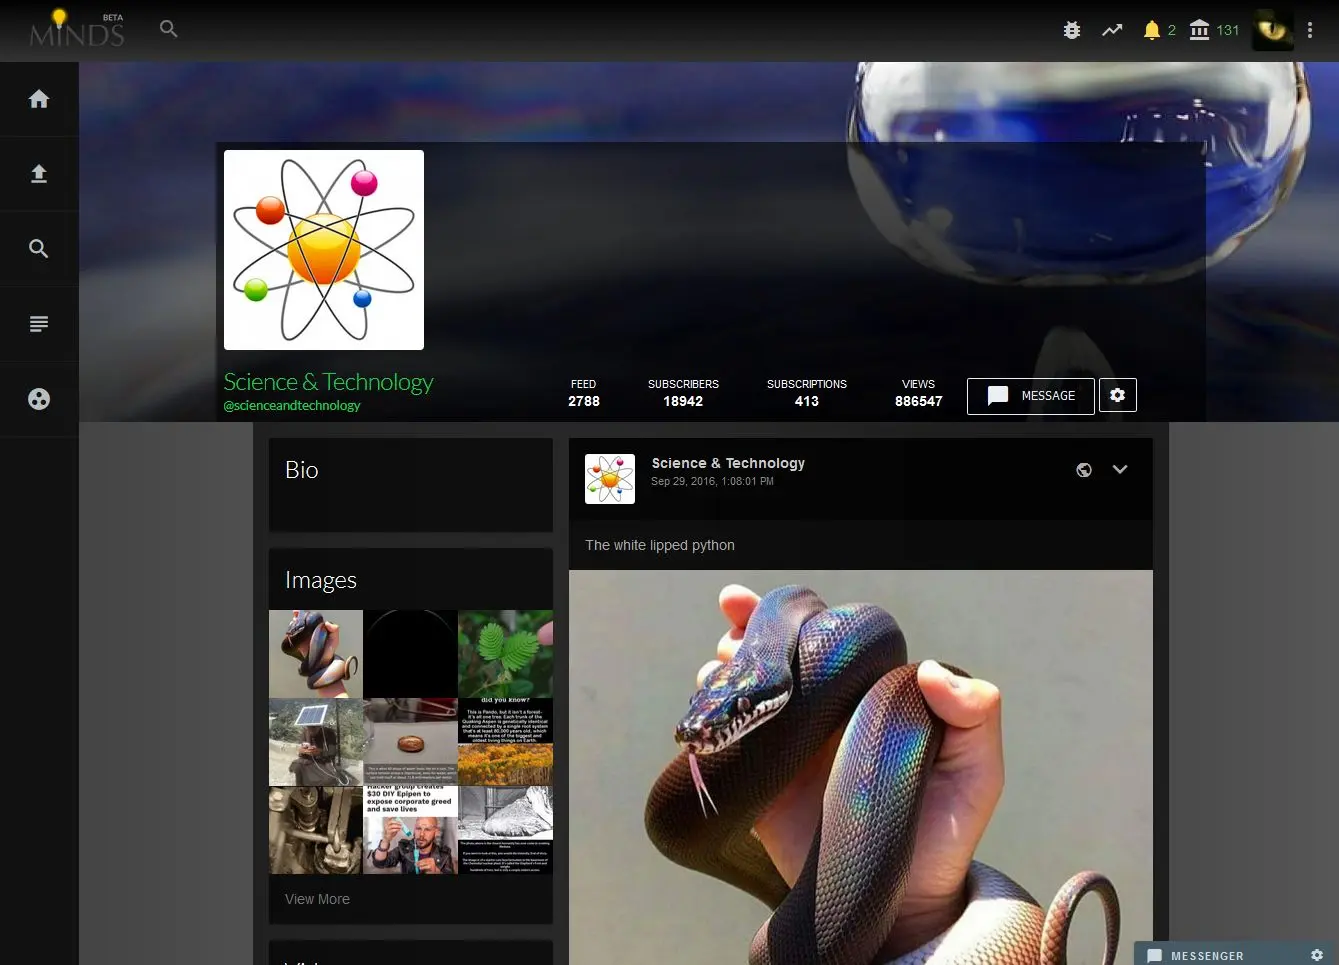 MINDS
BETA
2
131
Science & Technology
@scienceandtechnology
FEED
2788
SUBSCRIBERS
18942
SUBSCRIPTIONS
413
VIEWS
886547
MESSAGE
Bio
Images
did you know?
This is Pando, but it isn't a forest-
it's all one tree. Each trunk of the
Quaking Aspen is genetically identical
and connected by a single root system
that's at least 80,000 years old, which
means it's one of the biggest and
oldest living things on Earth.
Hacker group creates
$30 DIY Epipen to
expose corporate greed
and save lives
View More
Science & Technology
Sep 29, 2016, 1:08:01 PM
The white lipped python
MESSENGER